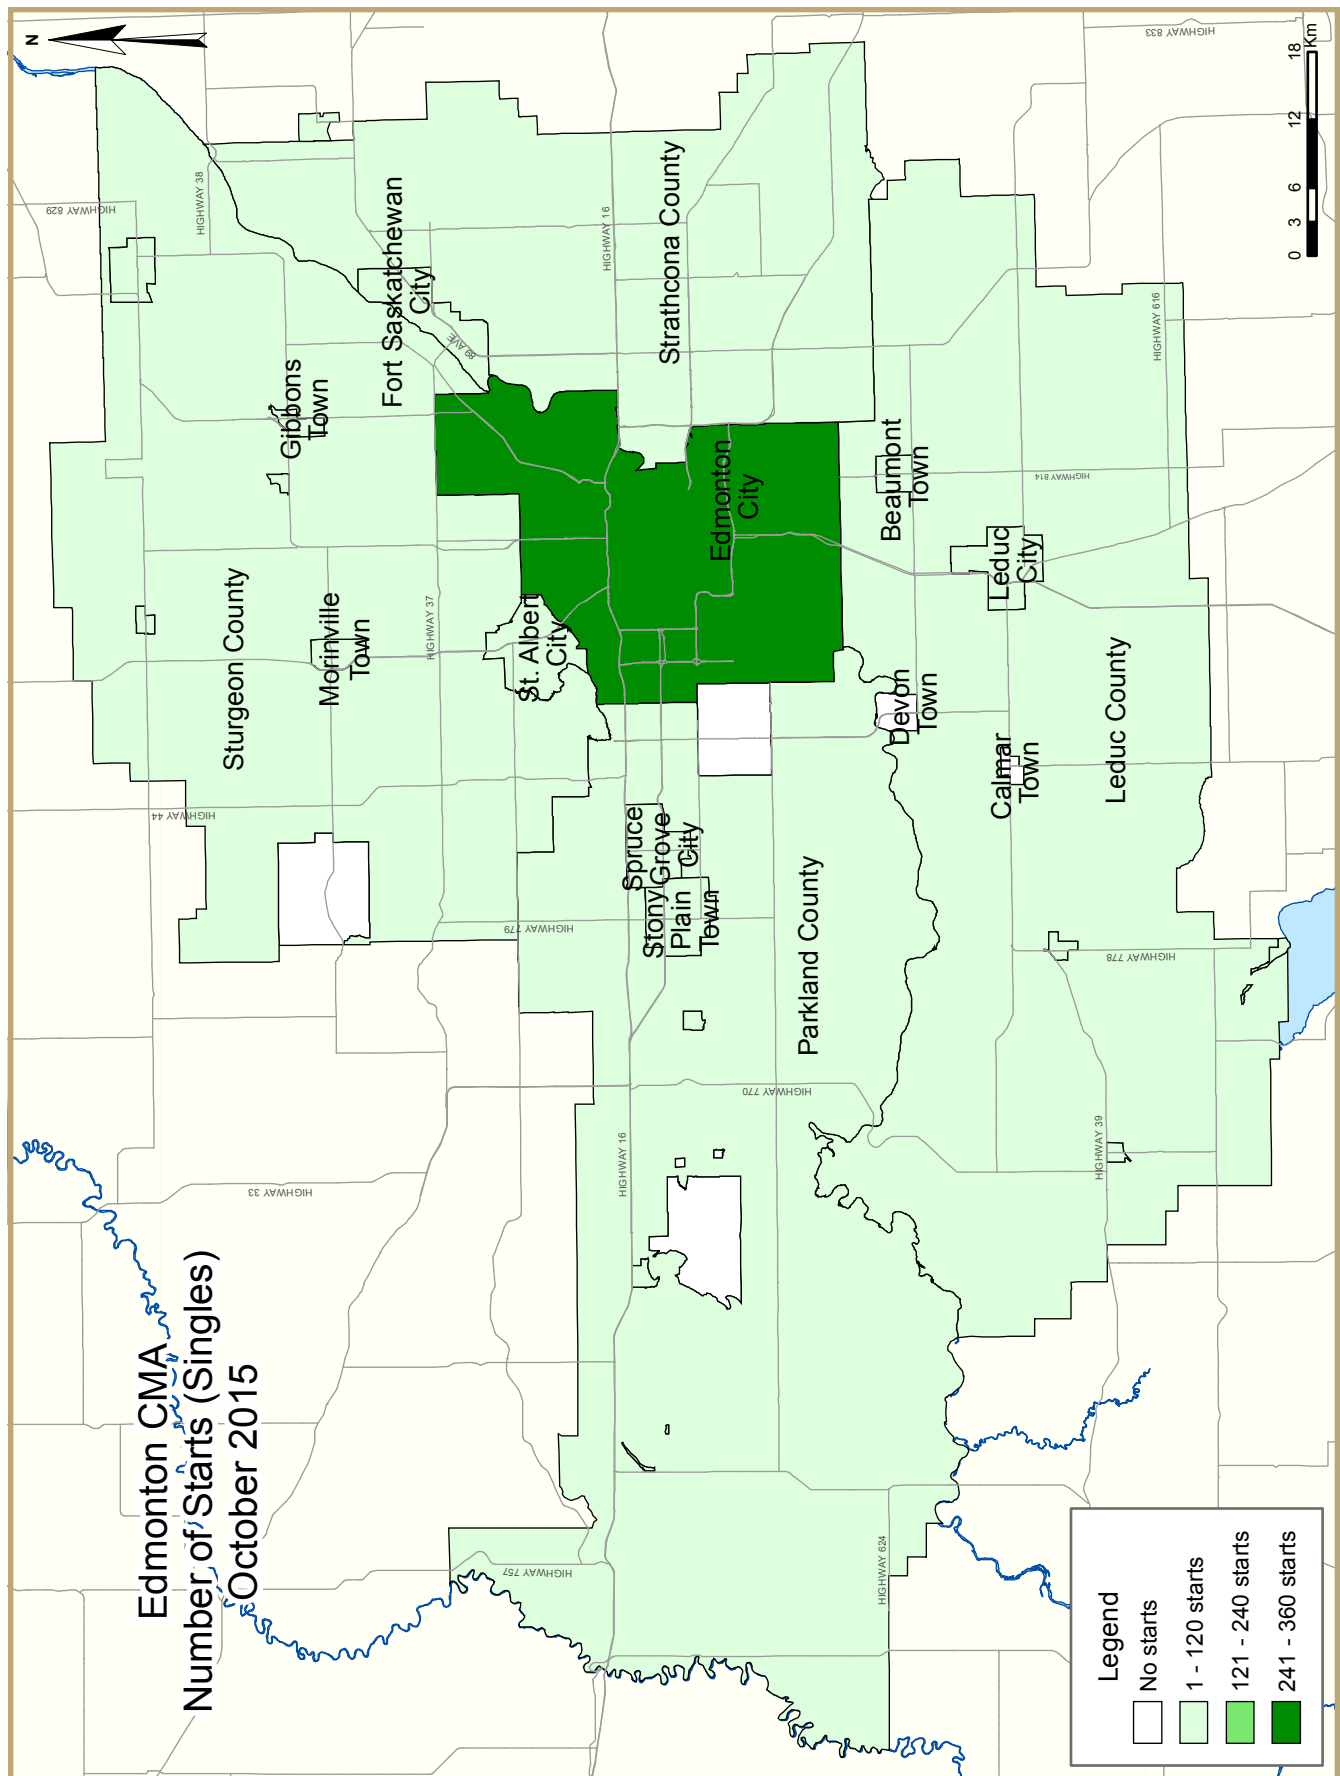 Edmonton CMA
Number of Starts (Singles)
October 2015
N
HIGHWAY 829
HIGHWAY 38
HIGHWAY 833
Fort Saskatchewan
City
89 AVE
HIGHWAY 16
Strathcona County
Gibbons
Town
Sturgeon County
Morinville
Town
HIGHWAY 37
St. Albert
City
Edmonton
City
Beaumont
Town
HIGHWAY 814
HIGHWAY 616
Leduc
City
Leduc County
Devon
Town
Calmar
Town
HIGHWAY 44
HIGHWAY 779
Spruce
Grove
City
Stony
Plain
Town
Parkland County
HIGHWAY 778
HIGHWAY 770
HIGHWAY 16
HIGHWAY 39
HIGHWAY 33
HIGHWAY 757
HIGHWAY 624
0 3 6 12 18
Km
Legend
No starts
1 - 120 starts
121 - 240 starts
241 - 360 starts